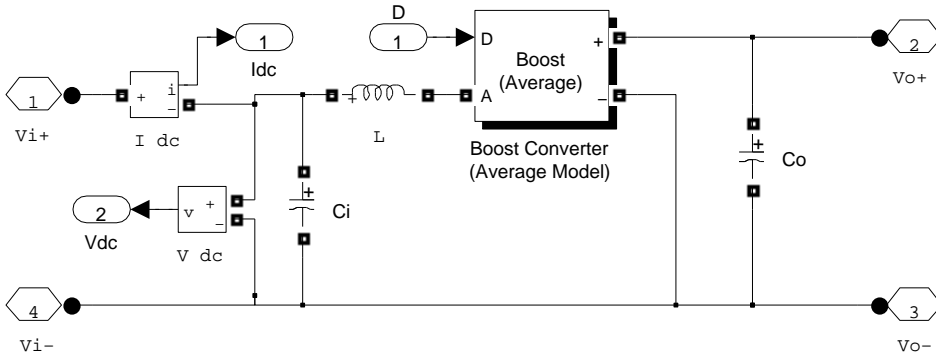 D
1
Idc
1
D
+
Boost
(Average)
2
Vo+
1
Vi+
+
i
−
I dc
+
L
A
−
Boost Converter
(Average Model)
+
Co
2
Vdc
v
+
−
V dc
+
Ci
4
Vi−
3
Vo−